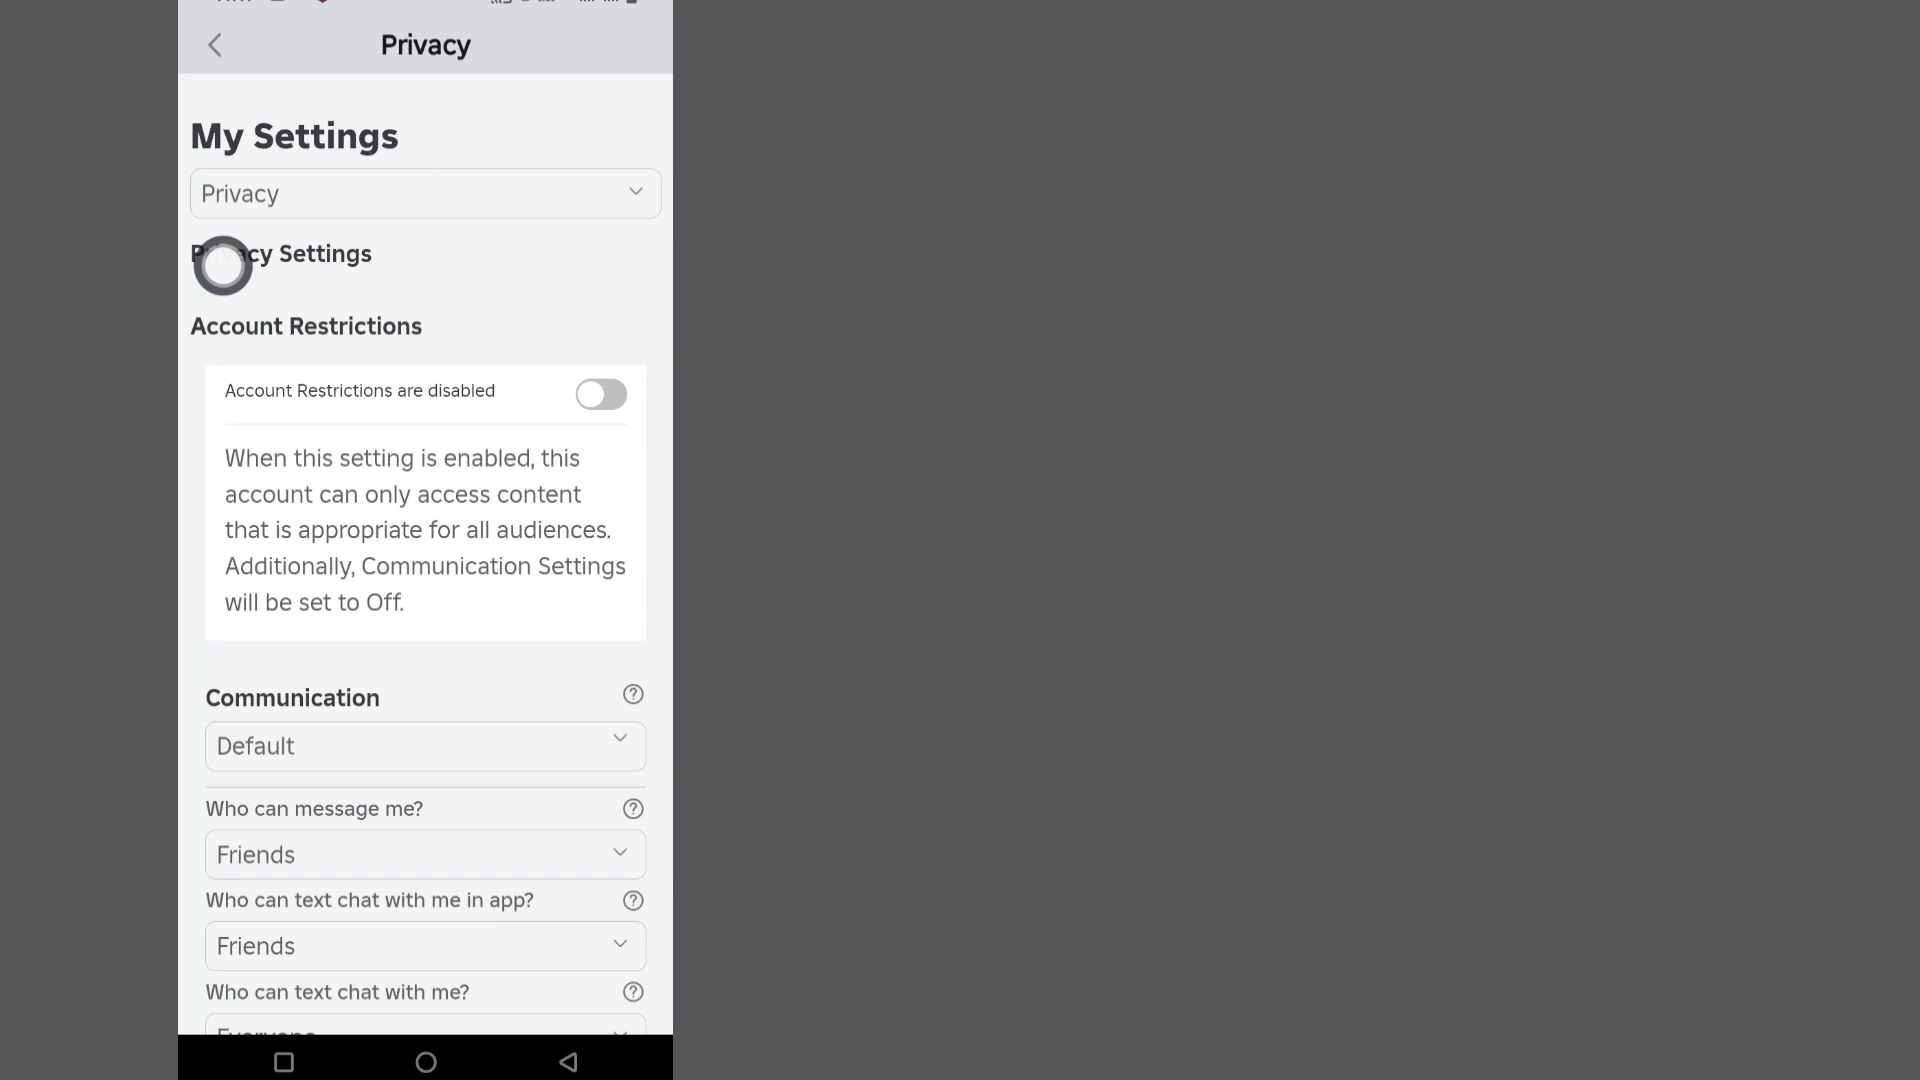 Privacy
My Settings
Privacy
Privacy Settings
Account Restrictions
Account Restrictions are disabled
When this setting is enabled, this
account can only access content
that is appropriate for all audiences.
Additionally, Communication Settings
will be set to Off.
Communication
Default
Who can message me?
Friends
Who can text chat with me in app?
Friends
Who can text chat with me?
Everyone